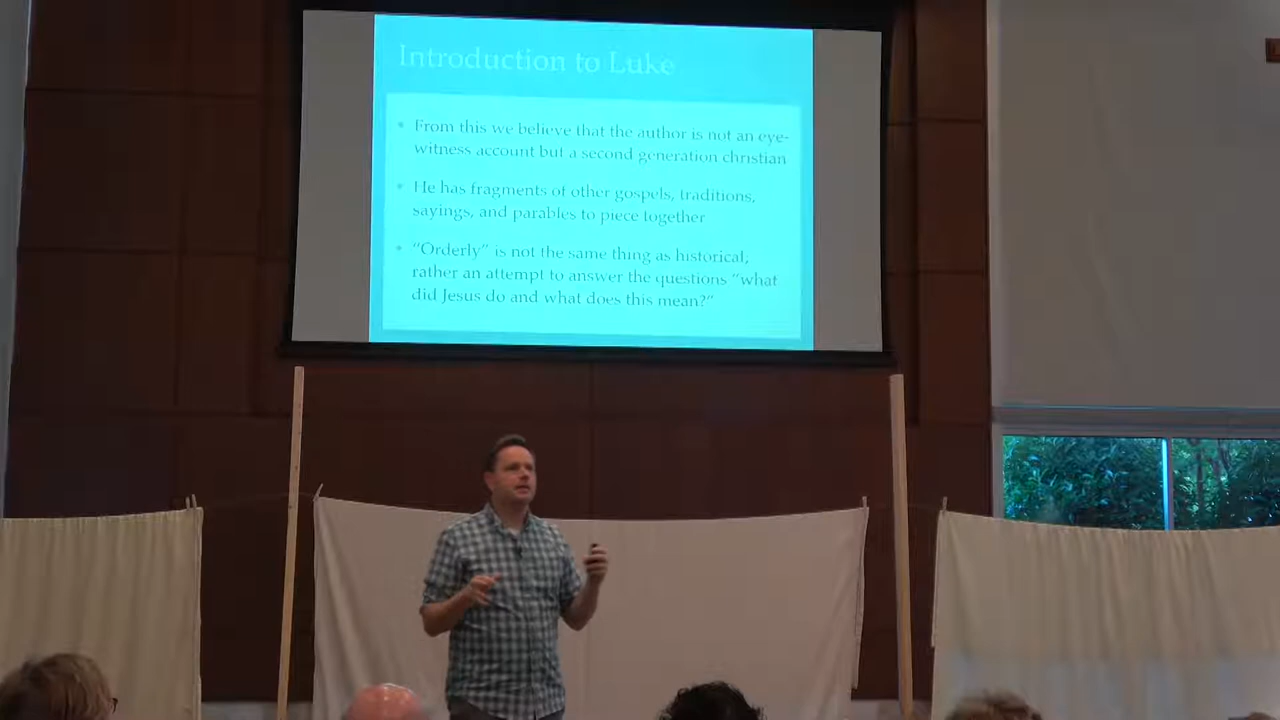 Introduction to Luke
• From this we believe that the author is not an eye-
witness account but a second generation christian
• He has fragments of other gospels, traditions,
sayings, and parables to piece together
• “Orderly” is not the same thing as historical,
rather an attempt to answer the questions “what
did Jesus do and what does this mean?”